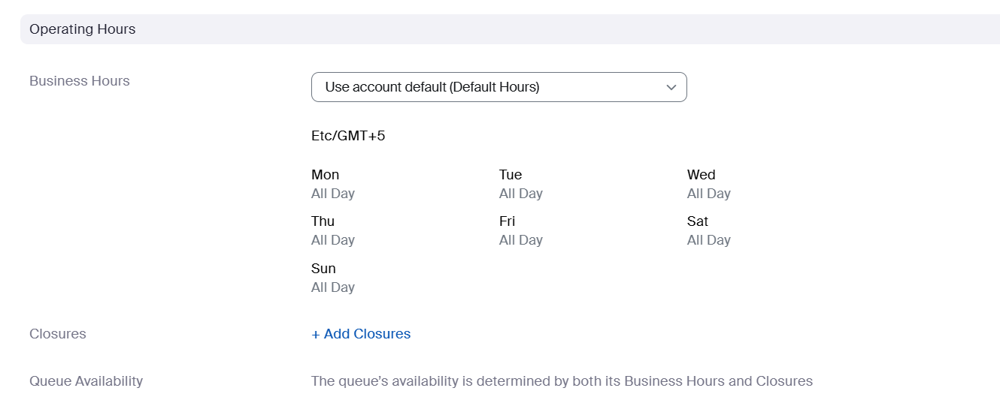 Operating Hours
Business Hours
Use account default (Default Hours)
Etc/GMT+5
Mon Tue Wed
All Day All Day All Day
Thu Fri Sat
All Day All Day All Day
Sun
All Day
Closures + Add Closures
Queue Availability The queue’s availability is determined by both its Business Hours and Closures